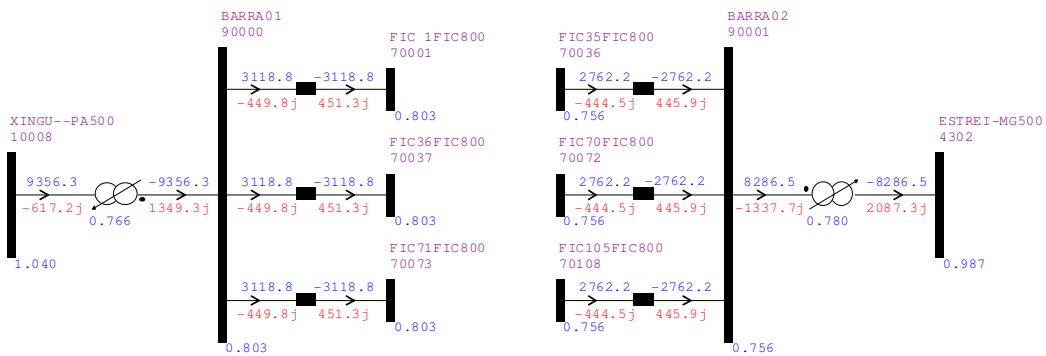 BARRA01
90000
BARRA02
90001
FIC 1FIC800
70001
FIC35FIC800
70036
3118.8 -3118.8
-449.8j 451.3j
0.803
2762.2 -2762.2
-444.5j 445.9j
0.756
XINGU--PA500
10008
ESTREI-MG500
4302
FIC36FIC800
70037
FIC70FIC800
70072
9356.3 -9356.3
-617.2j 1349.3j
0.766
3118.8 -3118.8
-449.8j 451.3j
0.803
2762.2 -2762.2
-444.5j 445.9j
0.756
8286.5 -8286.5
-1337.7j 2087.3j
0.780
FIC71FIC800
70073
FIC105FIC800
70108
1.040
0.987
3118.8 -3118.8
-449.8j 451.3j
0.803
2762.2 -2762.2
-444.5j 445.9j
0.756
0.803
0.756